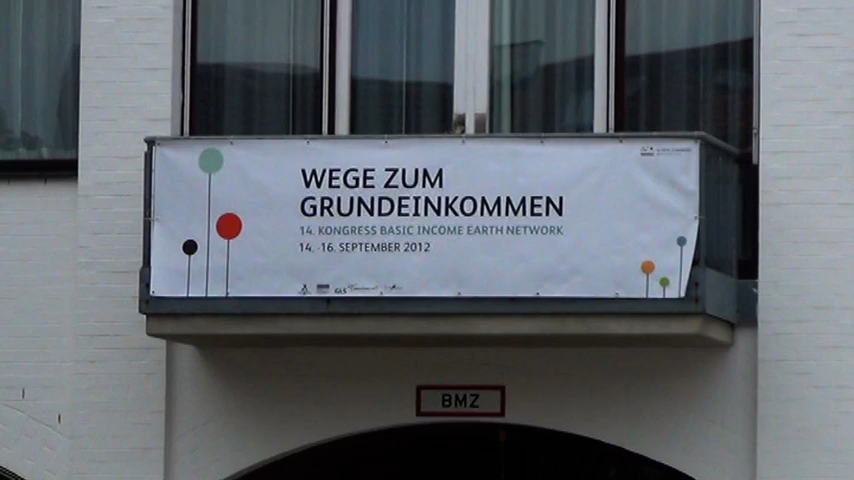 WEGE ZUM
GRUNDEINKOMMEN
14. KONGRESS BASIC INCOME EARTH NETWORK
14. -16. SEPTEMBER 2012
GLS
BMZ